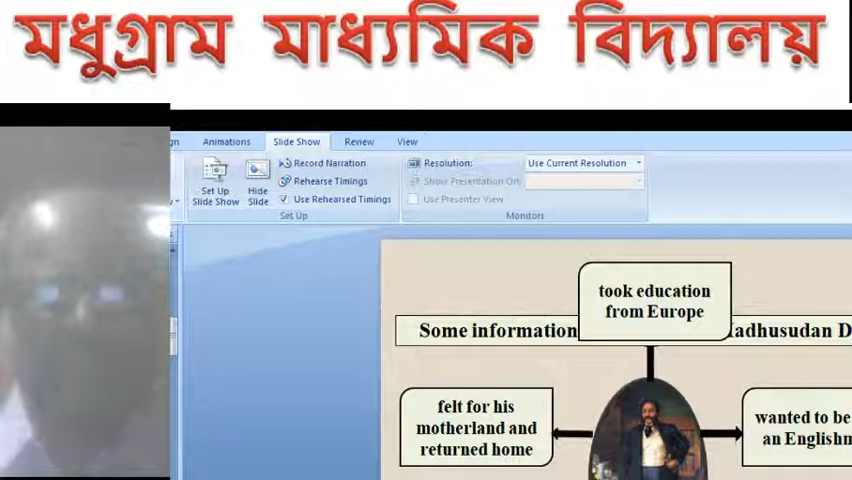 মধুগ্রাম মাধ্যমিক বিদ্যালয়
Animations Slide Show Review View
Record Narration
Rehearse Timings
Use Rehearsed Timings
Set Up
Slide Show
Hide
Slide
Set Up
Resolution: Use Current Resolution
Show Presentation On
Use Presenter View
Monitors
took education
from Europe
Some information
Madhusudan D
felt for his
motherland and
returned home
wanted to be
an Englishm